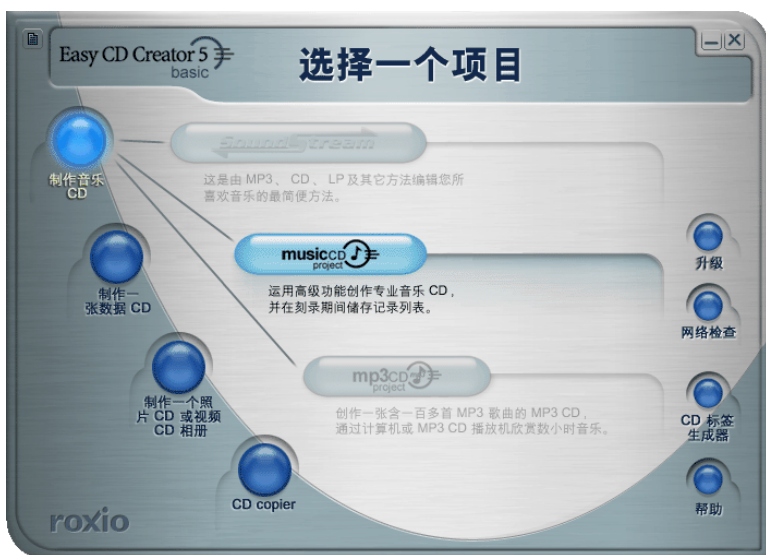 Easy CD Creator 5
basic
选择一个项目
制作音乐
CD
SoundStream
这是由 MP3、 CD、 LP 及其它方法编辑您所
喜欢音乐的最简便方法。
musicCD
project
运用高级功能创作专业音乐 CD，
并在刻录期间储存记录列表。
制作一
张数据 CD
mp3CD
project
创作一张含一百多首 MP3 歌曲的 MP3 CD，
通过计算机或 MP3 CD 播放机欣赏数小时音乐。
制作一个照
片 CD 或视频
CD 相册
CD copier
升级
网络检查
CD 标签
生成器
帮助
roxio